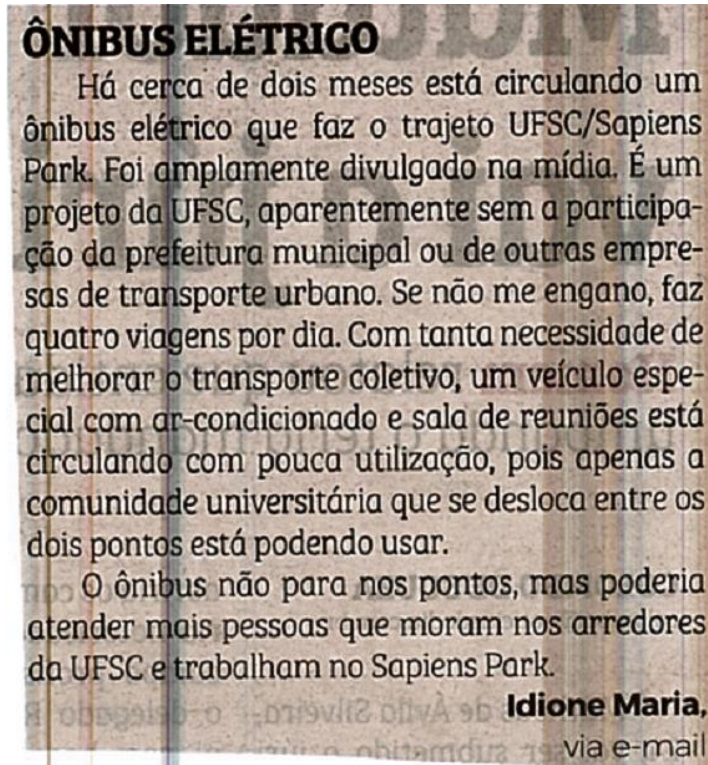 ÔNIBUS ELÉTRICO
Há cerca de dois meses está circulando um
ônibus elétrico que faz o trajeto UFSC/Sapiens
Park. Foi amplamente divulgado na mídia. É um
projeto da UFSC, aparentemente sem a participa-
ção da prefeitura municipal ou de outras empre-
sas de transporte urbano. Se não me engano, faz
quatro viagens por dia. Com tanta necessidade de
melhorar o transporte coletivo, um veículo espe-
cial com ar-condicionado e sala de reuniões está
circulando com pouca utilização, pois apenas a
comunidade universitária que se desloca entre os
dois pontos está podendo usar.
O ônibus não para nos pontos, mas poderia
atender mais pessoas que moram nos arredores
da UFSC e trabalham no Sapiens Park.
Idione Maria,
via e-mail